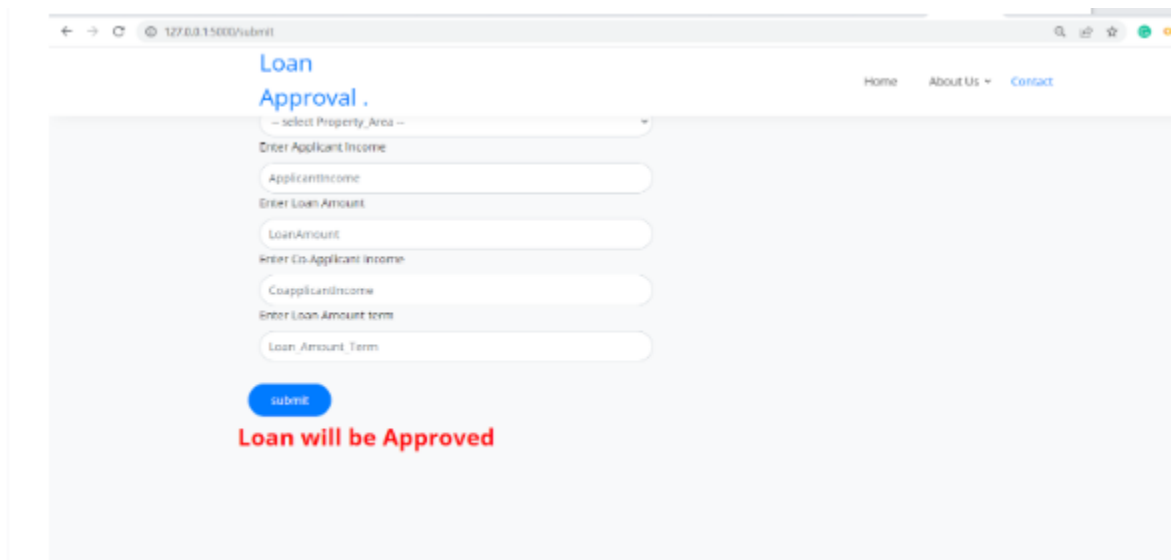 127.0.0.1:5000/submit
Loan
Approval .
Home About Us Contact
-- select Property_Area --
Enter Applicant Income
ApplicantIncome
Enter Loan Amount
LoanAmount
Enter Co-Applicant Income
CoapplicantIncome
Enter Loan Amount term
Loan_Amount_Term
submit
Loan will be Approved